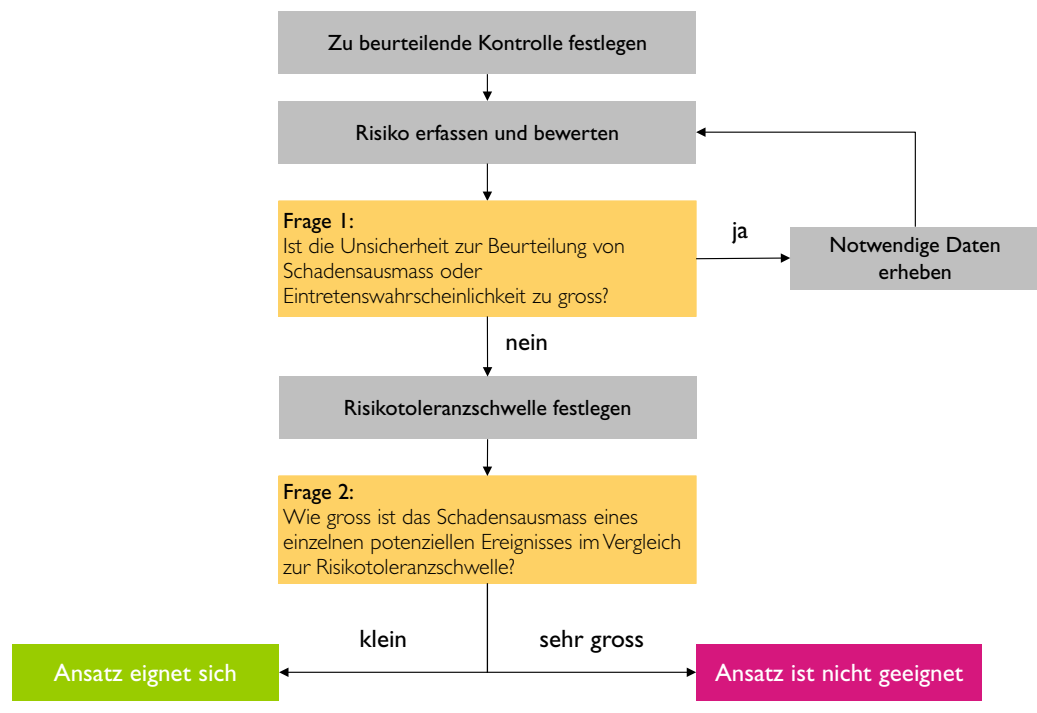 Zu beurteilende Kontrolle festlegen
Risiko erfassen und bewerten
Frage 1:
Ist die Unsicherheit zur Beurteilung von
Schadensausmass oder
Eintretenswahrscheinlichkeit zu gross?
ja
Notwendige Daten
erheben
nein
Risikotoleranzschwelle festlegen
Frage 2:
Wie gross ist das Schadensausmass eines
einzelnen potenziellen Ereignisses im Vergleich
zur Risikotoleranzschwelle?
klein
sehr gross
Ansatz eignet sich
Ansatz ist nicht geeignet